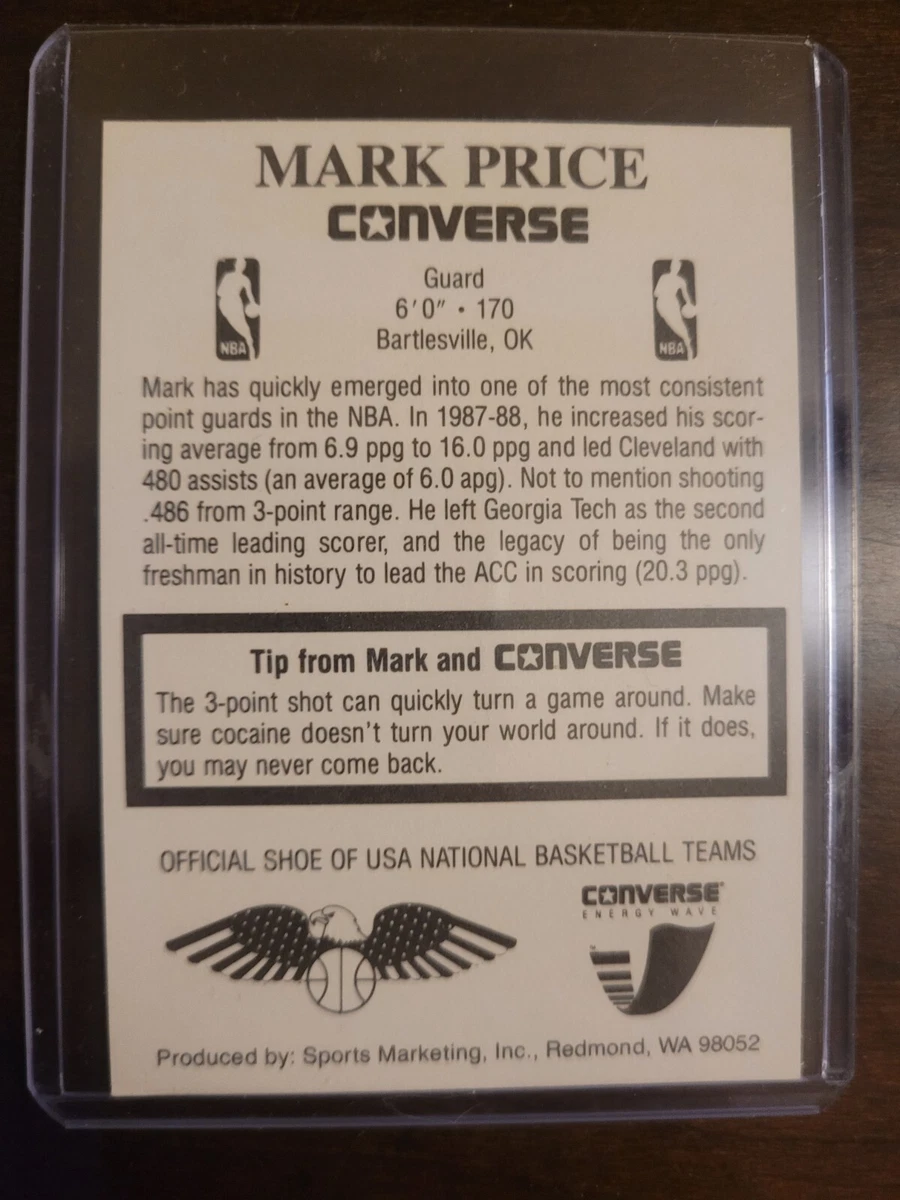 MARK PRICE
CONVERSE
Guard
6'0" • 170
Bartlesville, OK
NBA
NBA
Mark has quickly emerged into one of the most consistent
point guards in the NBA. In 1987-88, he increased his scor-
ing average from 6.9 ppg to 16.0 ppg and led Cleveland with
480 assists (an average of 6.0 apg). Not to mention shooting
.486 from 3-point range. He left Georgia Tech as the second
all-time leading scorer, and the legacy of being the only
freshman in history to lead the ACC in scoring (20.3 ppg).
Tip from Mark and CONVERSE
The 3-point shot can quickly turn a game around. Make
sure cocaine doesn't turn your world around. If it does,
you may never come back.
OFFICIAL SHOE OF USA NATIONAL BASKETBALL TEAMS
CONVERSE®
ENERGY WAVE
™
Produced by: Sports Marketing, Inc., Redmond, WA 98052